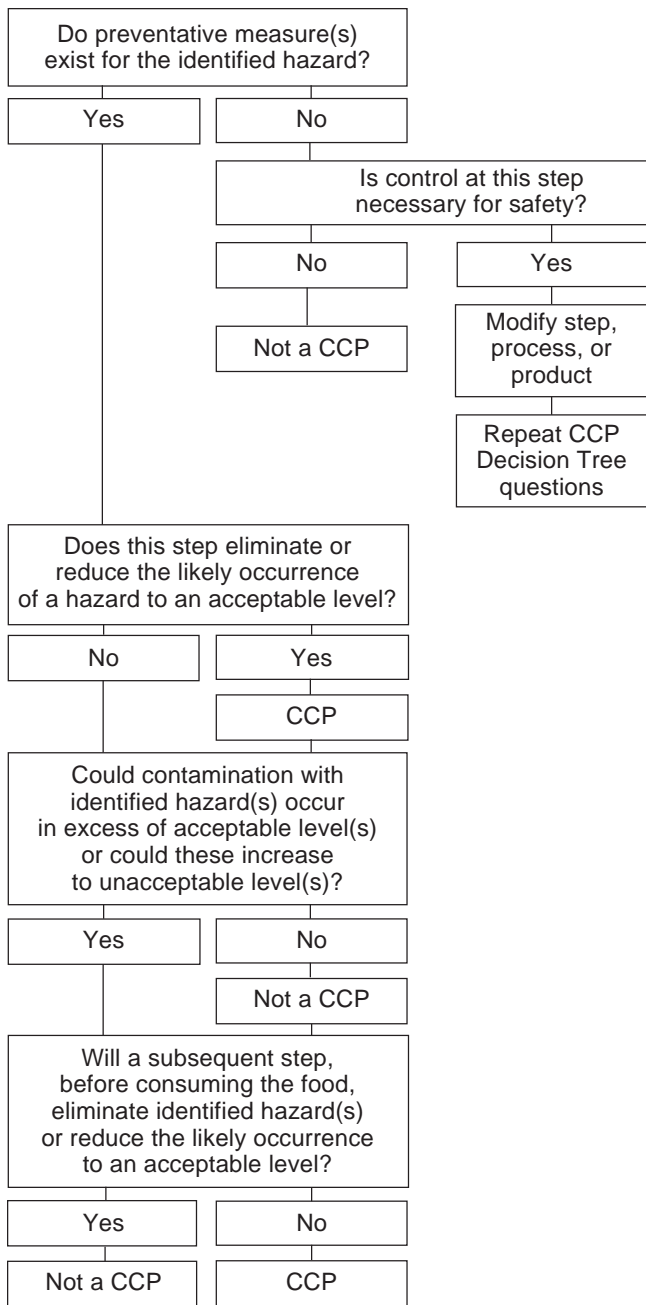 Do preventative measure(s)
exist for the identified hazard?
Yes
No
Is control at this step
necessary for safety?
No
Yes
Not a CCP
Modify step,
process, or
product
Repeat CCP
Decision Tree
questions
Does this step eliminate or
reduce the likely occurrence
of a hazard to an acceptable level?
No
Yes
CCP
Could contamination with
identified hazard(s) occur
in excess of acceptable level(s)
or could these increase
to unacceptable level(s)?
Yes
No
Not a CCP
Will a subsequent step,
before consuming the food,
eliminate identified hazard(s)
or reduce the likely occurrence
to an acceptable level?
Yes
No
Not a CCP
CCP